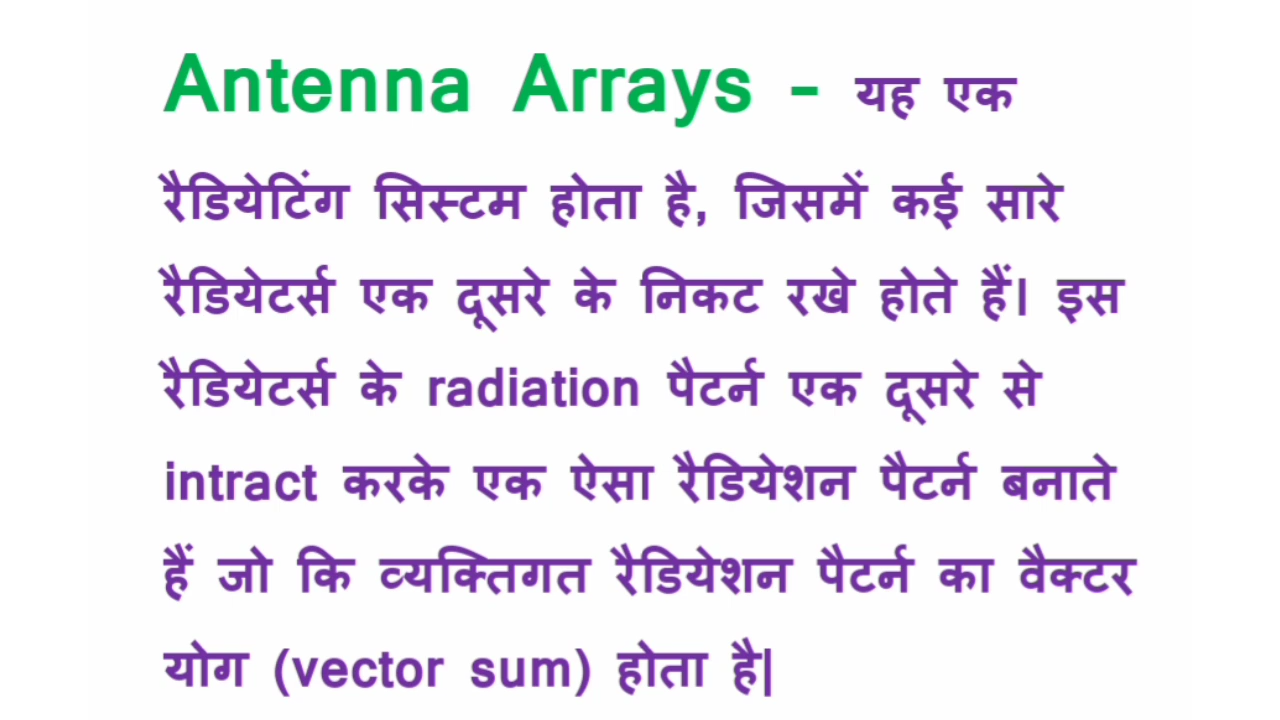 Antenna Arrays - यह एक
रैडियेटिंग सिस्टम होता है, जिसमें कई सारे
रैडियेटर्स एक दूसरे के निकट रखे होते हैं। इस
रैडियेटर्स के radiation पैटर्न एक दूसरे से
intract करके एक ऐसा रैडियेशन पैटर्न बनाते
हैं जो कि व्यक्तिगत रैडियेशन पैटर्न का वैक्टर
योग (vector sum) होता है|